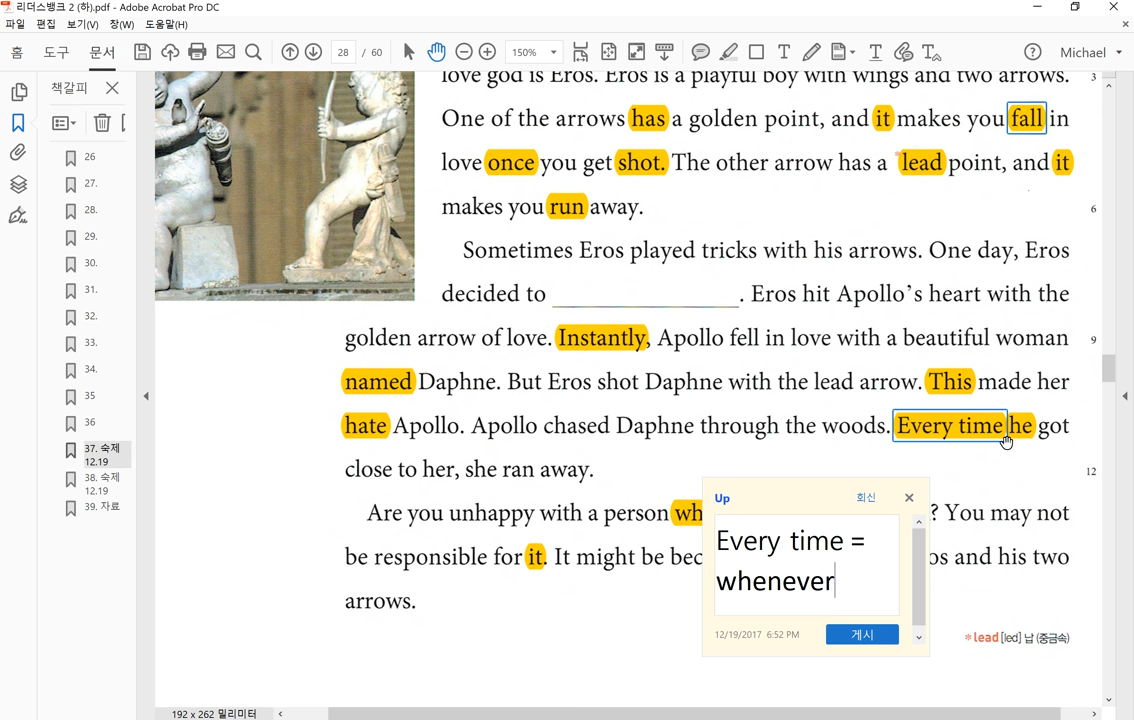 리더스뱅크 2 (하).pdf - Adobe Acrobat Pro DC
파일 편집 보기(V) 창(W) 도움말(H)
홈 도구 문서 28 / 60 150% Michael
책갈피
26
27.
28.
29.
30.
31.
32.
33.
34.
35
36
37. 숙제
12.19
38. 숙제
12.19
39. 자료
love god is Eros. Eros is a playful boy with wings and two arrows. 3
One of the arrows has a golden point, and it makes you fall in
love once you get shot. The other arrow has a *lead point, and it
makes you run away. 6
Sometimes Eros played tricks with his arrows. One day, Eros
decided to ____. Eros hit Apollo's heart with the
golden arrow of love. Instantly, Apollo fell in love with a beautiful woman 9
named Daphne. But Eros shot Daphne with the lead arrow. This made her
hate Apollo. Apollo chased Daphne through the woods. Every time he got
close to her, she ran away. 12
Are you unhappy with a person wh ? You may not
be responsible for it. It might be bec os and his two
arrows.
Up 회신
Every time =
whenever
12/19/2017 6:52 PM 게시
*lead [led] 납 (중금속)
192 x 262 밀리미터